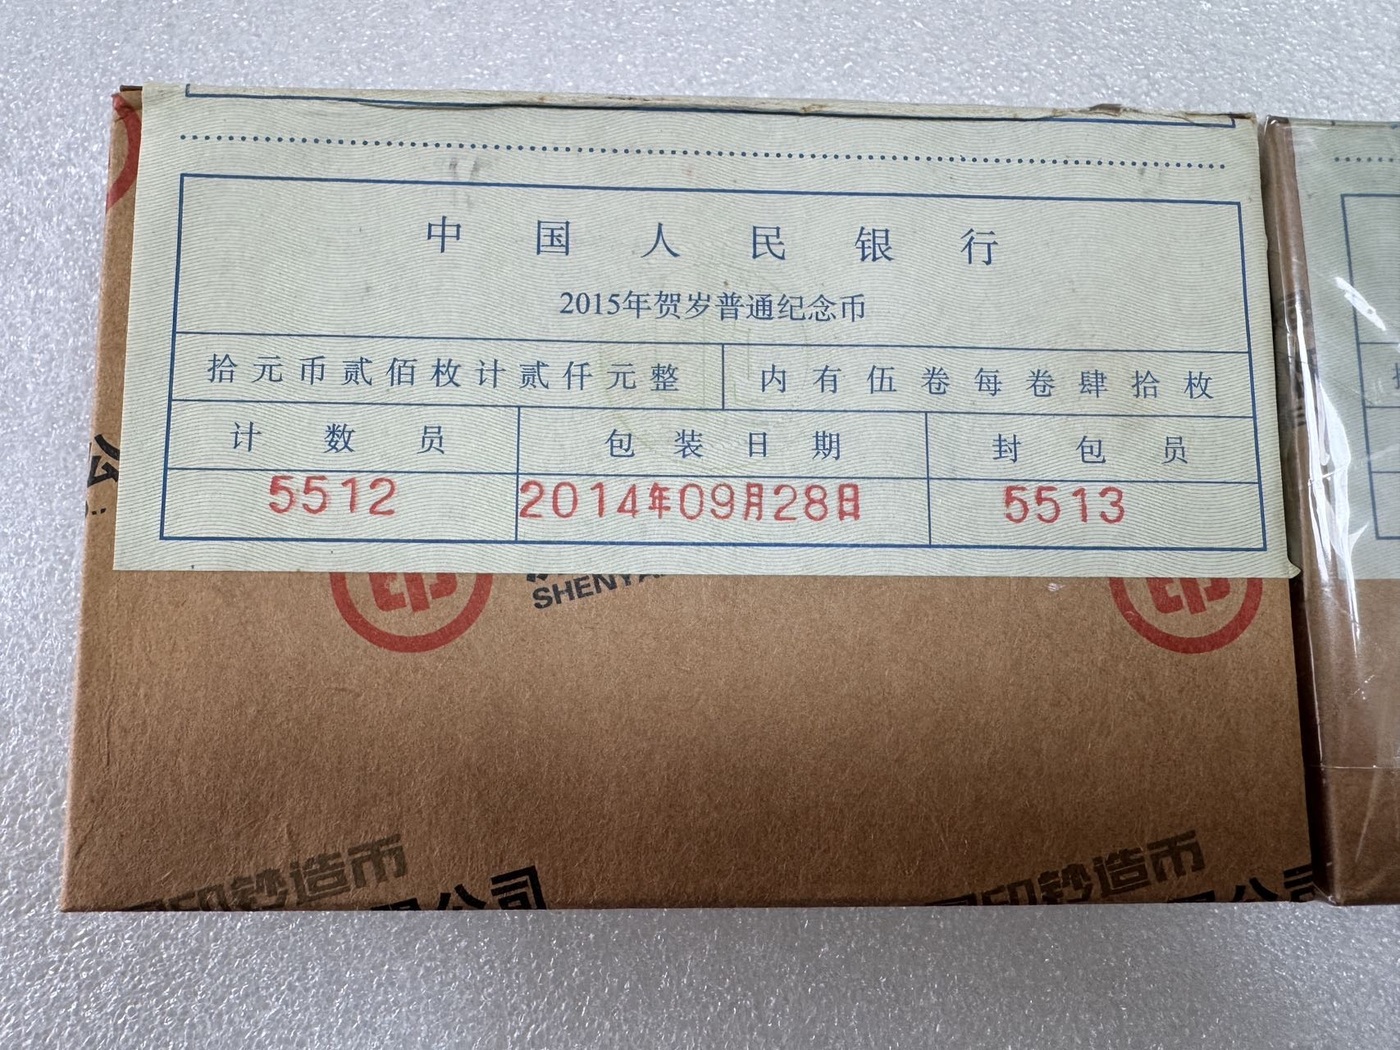 中国人民银行
2015年贺岁普通纪念币
拾元币贰佰枚计贰仟元整 内有伍卷每卷肆拾枚
计数员 包装日期 封包员
5512 2014年09月28日 5513
公
印 印
SHENYA
印钞造币 印钞造币
公司